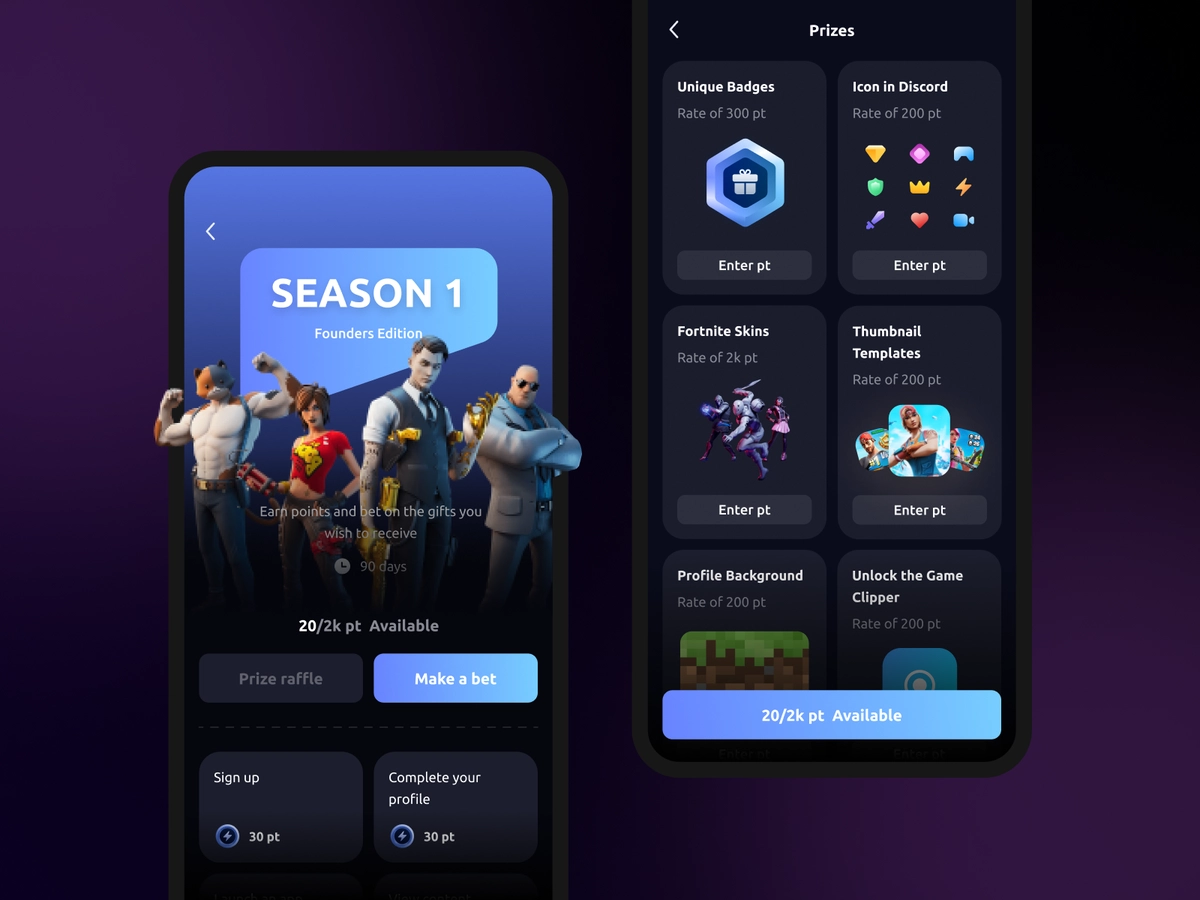 SEASON 1
Founders Edition
Earn points and bet on the gifts you
wish to receive
90 days
20/2k pt Available
Prize raffle
Make a bet
Sign up
30 pt
Complete your
profile
30 pt
Prizes
Unique Badges
Rate of 300 pt
Enter pt
Icon in Discord
Rate of 200 pt
Enter pt
Fortnite Skins
Rate of 2k pt
Enter pt
Thumbnail
Templates
Rate of 200 pt
Enter pt
Profile Background
Rate of 200 pt
Unlock the Game
Clipper
Rate of 200 pt
20/2k pt Available
Enter pt
Enter pt